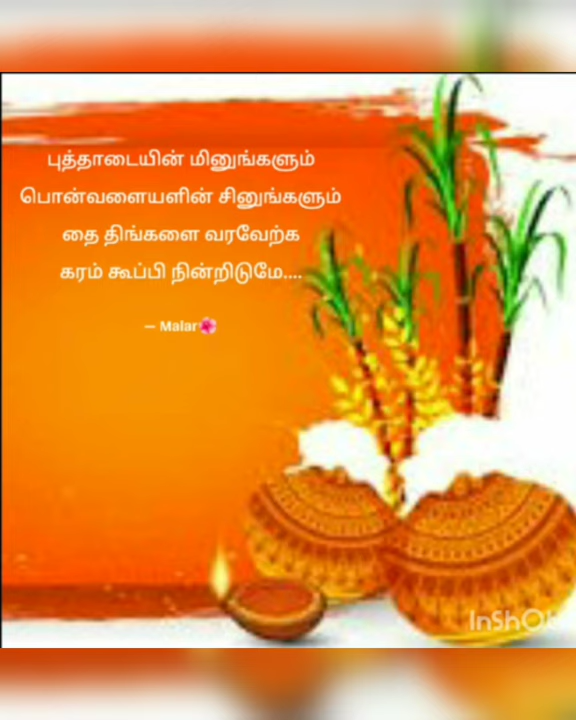 புத்தாடையின் மினுங்களும்
பொன்வளையளின் சினுங்களும்
தை திங்களை வரவேற்க
கரம் கூப்பி நின்றிடுமே....
— Malar🌺
InShOt